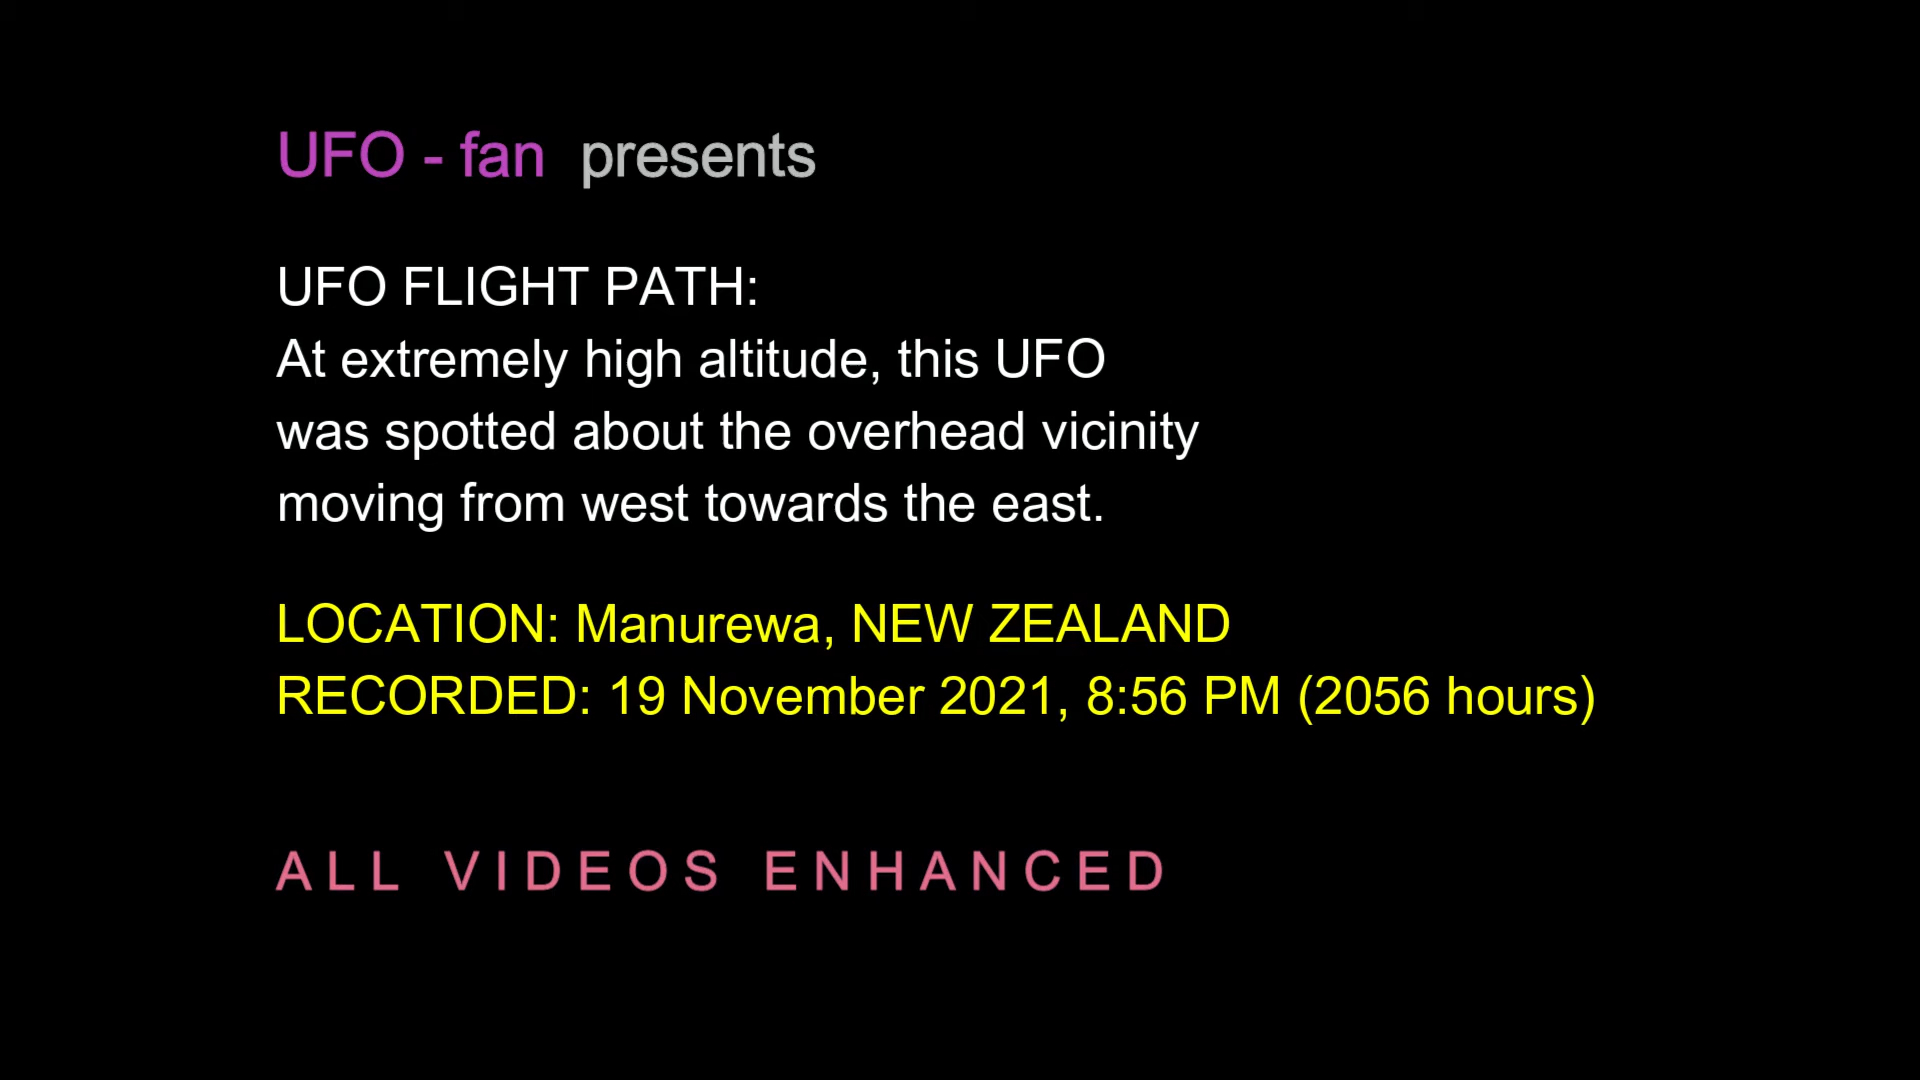 UFO - fan presents
UFO FLIGHT PATH:
At extremely high altitude, this UFO
was spotted about the overhead vicinity
moving from west towards the east.
LOCATION: Manurewa, NEW ZEALAND
RECORDED: 19 November 2021, 8:56 PM (2056 hours)
ALL VIDEOS ENHANCED